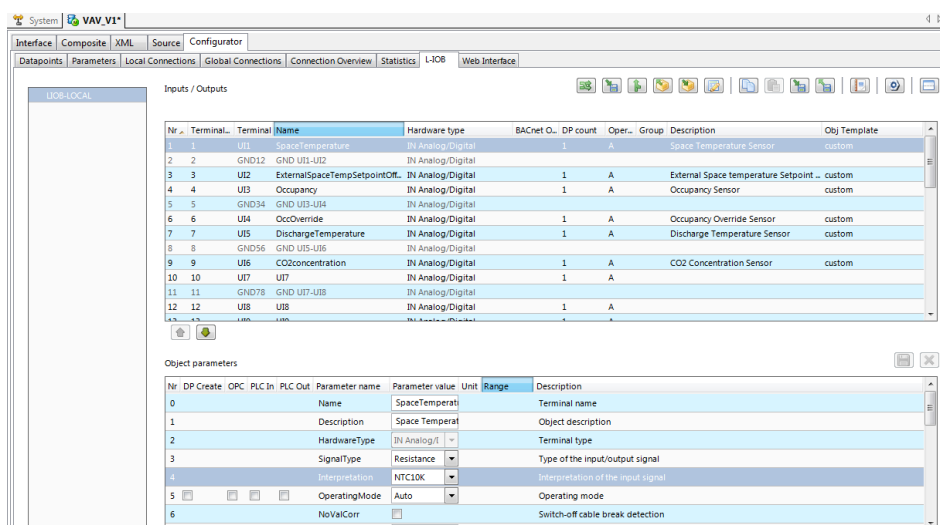 System VAV_V1*
Interface Composite XML Source Configurator
Datapoints Parameters Local Connections Global Connections Connection Overview Statistics L-IOB Web Interface
LIOB-LOCAL
Inputs / Outputs
Nr Terminal... Terminal Name Hardware type BACnet O... DP count Oper... Group Description Obj Template
1 1 UI1 SpaceTemperature IN Analog/Digital 1 A Space Temperature Sensor custom
2 2 GND12 GND UI1-UI2 IN Analog/Digital
3 3 UI2 ExternalSpaceTempSetpointOff... IN Analog/Digital 1 A External Space temperature Setpoint ... custom
4 4 UI3 Occupancy IN Analog/Digital 1 A Occupancy Sensor custom
5 5 GND34 GND UI3-UI4 IN Analog/Digital
6 6 UI4 OccOverride IN Analog/Digital 1 A Occupancy Override Sensor custom
7 7 UI5 DischargeTemperature IN Analog/Digital 1 A Discharge Temperature Sensor custom
8 8 GND56 GND UI5-UI6 IN Analog/Digital
9 9 UI6 CO2concentration IN Analog/Digital 1 A CO2 Concentration Sensor custom
10 10 UI7 UI7 IN Analog/Digital 1 A
11 11 GND78 GND UI7-UI8 IN Analog/Digital
12 12 UI8 UI8 IN Analog/Digital 1 A
Object parameters
Nr DP Create OPC PLC In PLC Out Parameter name Parameter value Unit Range Description
0 Name SpaceTemperati Terminal name
1 Description Space Temperat Object description
2 HardwareType IN Analog/I Terminal type
3 SignalType Resistance Type of the input/output signal
4 Interpretation NTC10K Interpretation of the input signal
5 OperatingMode Auto Operating mode
6 NoValCorr Switch-off cable break detection